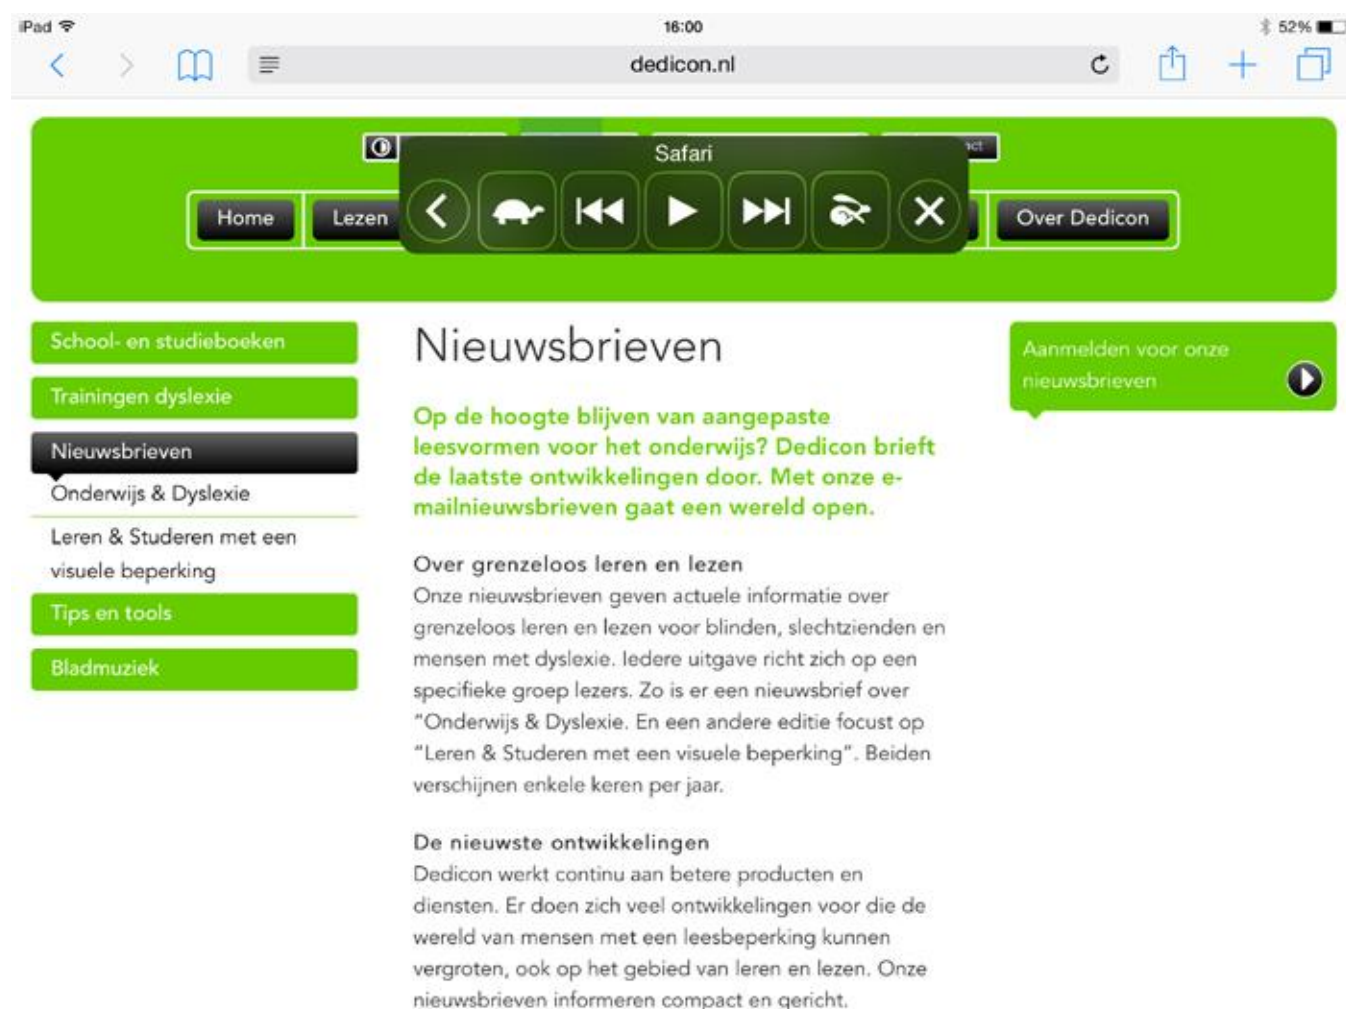 iPad
16:00
52%
dedicon.nl
Safari
Home
Lezen
Over Dedicon
School- en studieboeken
Trainingen dyslexie
Nieuwsbrieven
Onderwijs & Dyslexie
Leren & Studeren met een
visuele beperking
Tips en tools
Bladmuziek
Nieuwsbrieven
Op de hoogte blijven van aangepaste
leesvormen voor het onderwijs? Dedicon brieft
de laatste ontwikkelingen door. Met onze e-
mailnieuwsbrieven gaat een wereld open.
Over grenzeloos leren en lezen
Onze nieuwsbrieven geven actuele informatie over
grenzeloos leren en lezen voor blinden, slechtzienden en
mensen met dyslexie. Iedere uitgave richt zich op een
specifieke groep lezers. Zo is er een nieuwsbrief over
"Onderwijs & Dyslexie. En een andere editie focust op
"Leren & Studeren met een visuele beperking". Beiden
verschijnen enkele keren per jaar.
De nieuwste ontwikkelingen
Dedicon werkt continu aan betere producten en
diensten. Er doen zich veel ontwikkelingen voor die de
wereld van mensen met een leesbeperking kunnen
vergroten, ook op het gebied van leren en lezen. Onze
nieuwsbrieven informeren compact en gericht.
Aanmelden voor onze
nieuwsbrieven